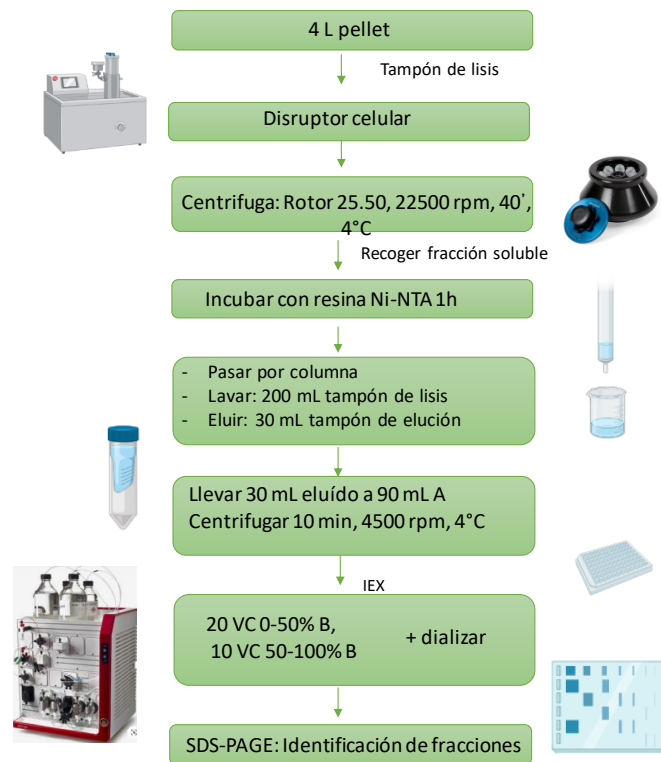 4 L pellet
Tampón de lisis
Disruptor celular
Centrifuga: Rotor 25.50, 22500 rpm, 40’,
4°C
Recoger fracción soluble
Incubar con resina Ni-NTA 1h
- Pasar por columna
- Lavar: 200 mL tampón de lisis
- Eluir: 30 mL tampón de elución
Llevar 30 mL eluído a 90 mL A
Centrifugar 10 min, 4500 rpm, 4°C
IEX
20 VC 0-50% B,
10 VC 50-100% B
+ dializar
SDS-PAGE: Identificación de fracciones